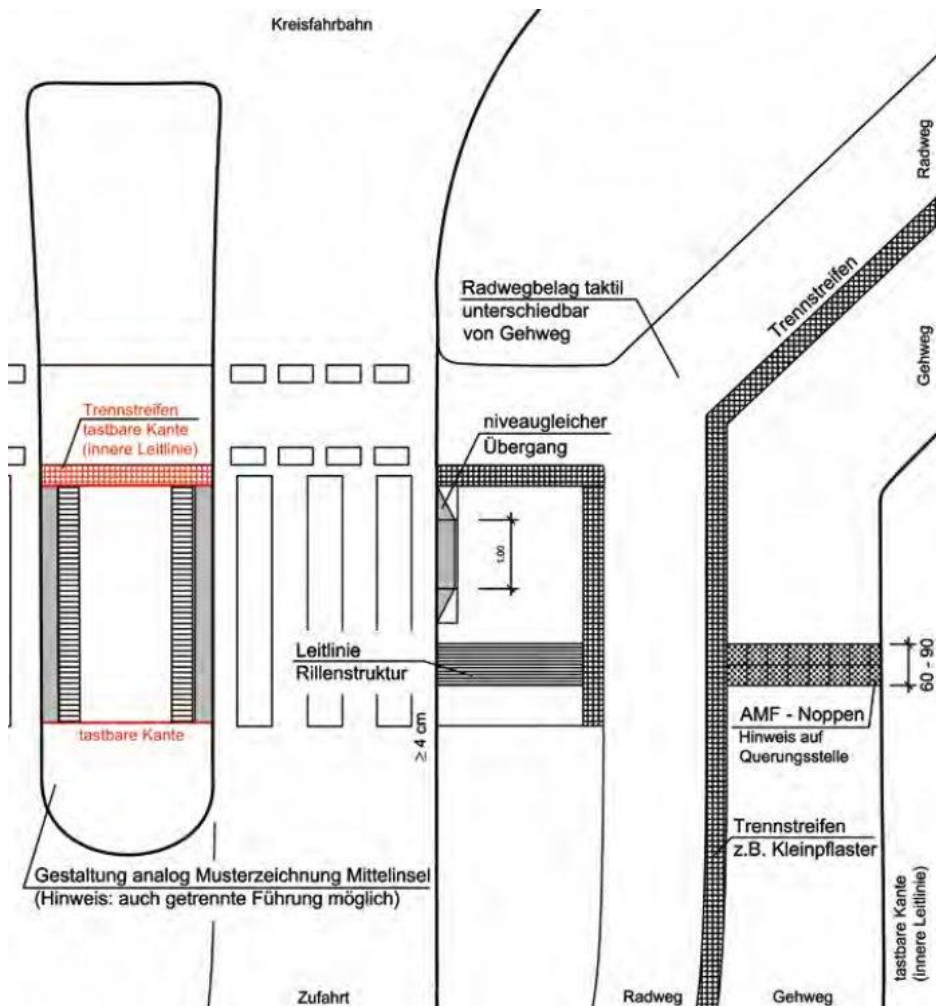 Kreisfahrbahn
Radweg
Radwegbelag taktil
unterschiedbar
von Gehweg
Trennstreifen
Gehweg
Trennstreifen
tastbare Kante
(innere Leitlinie)
niveaugleicher
Übergang
1.00
Leitlinie
Rillenstruktur
60 - 90
AMF - Noppen
Hinweis auf
Querungsstelle
tastbare Kante
≥ 4 cm
Trennstreifen
z.B. Kleinpflaster
Gestaltung analog Musterzeichnung Mittelinsel
(Hinweis: auch getrennte Führung möglich)
tastbare Kante
(innere Leitlinie)
Zufahrt
Radweg
Gehweg